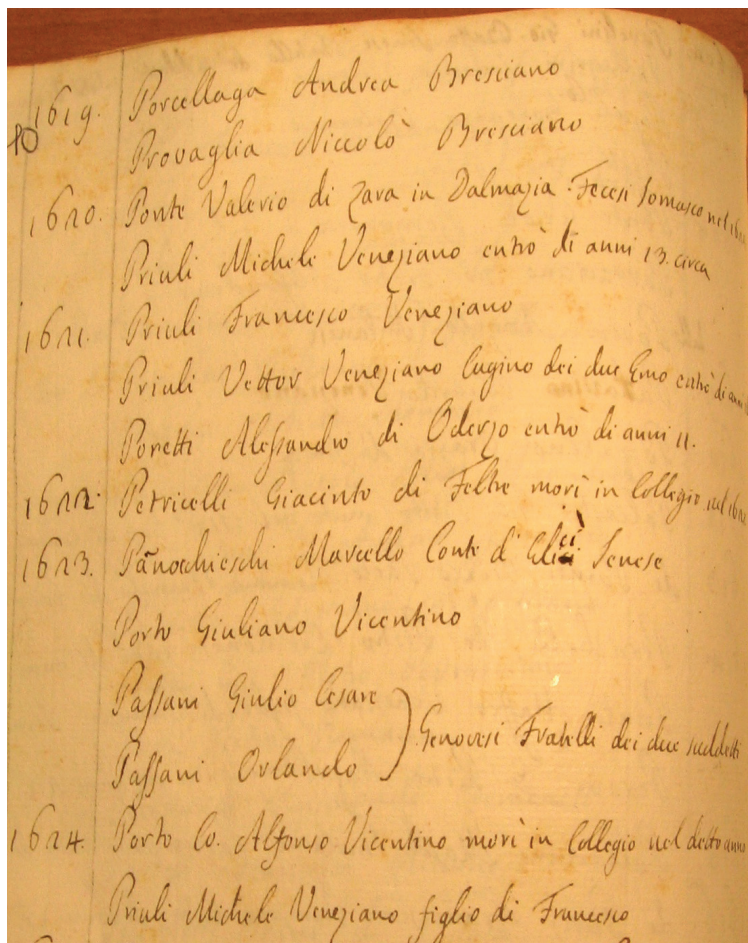 1619. Porcellaga Andrea Bresciano
10
Provaglia Niccolò Bresciano
1620. Ponte Valerio di Zara in Dalmazia. Fecesi Somasco nel
Priuli Michele Veneziano entrò di anni 13. circa
1621. Priuli Francesco Veneziano
Priuli Vettor Veneziano Cugino dei due Emo entrò di anni
Poretti Alessandro di Oderzo entrò di anni 11.
1622. Petricelli Giacinto di Feltre morì in Collegio nel
1623. Panocchieschi Marcello Conte d' Elci Senese
Porto Giuliano Vicentino
Passani Giulio Cesare
Genovesi Fratelli dei due suddetti
Passani Orlando
1624. Porto Co. Alfonso Vicentino morì in Collegio nel detto anno
Priuli Michele Veneziano figlio di Francesco